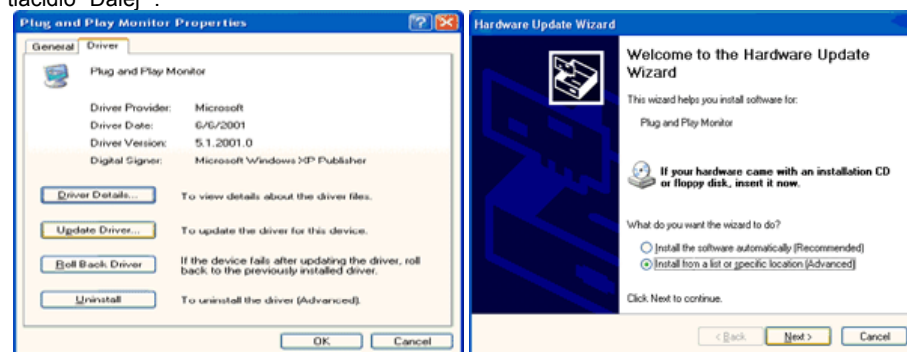 tlačidlo "Ďalej".
Plug and Play Monitor Properties
General Driver
Plug and Play Monitor
Driver Provider: Microsoft
Driver Date: 6/6/2001
Driver Version: 5.1.2001.0
Digital Signer: Microsoft Windows XP Publisher
Driver Details... To view details about the driver files.
Update Driver... To update the driver for this device.
Roll Back Driver If the device fails after updating the driver, roll
back to the previously installed driver.
Uninstall To uninstall the driver (Advanced).
OK Cancel
Hardware Update Wizard
Welcome to the Hardware Update
Wizard
This wizard helps you install software for:
Plug and Play Monitor
If your hardware came with an installation CD
or floppy disk, insert it now.
What do you want the wizard to do?
Install the software automatically (Recommended)
Install from a list or specific location (Advanced)
Click Next to continue.
< Back Next > Cancel